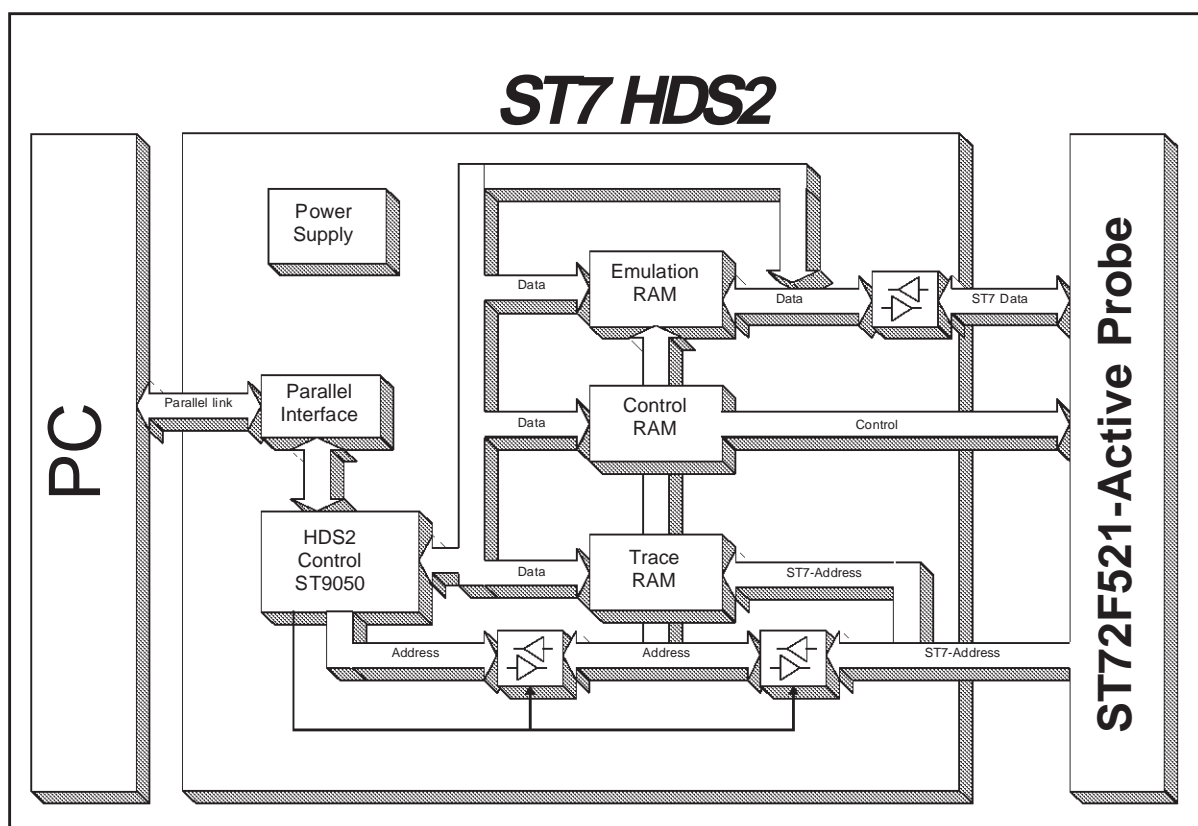 ST7 HDS2
PC
Power
Supply
Parallel link
Parallel
Interface
HDS2
Control
ST9050
Data
Emulation
RAM
Data
ST7 Data
Data
Control
RAM
Control
Data
Trace
RAM
ST7-Address
Address
Address
ST7-Address
ST72F521-Active Probe